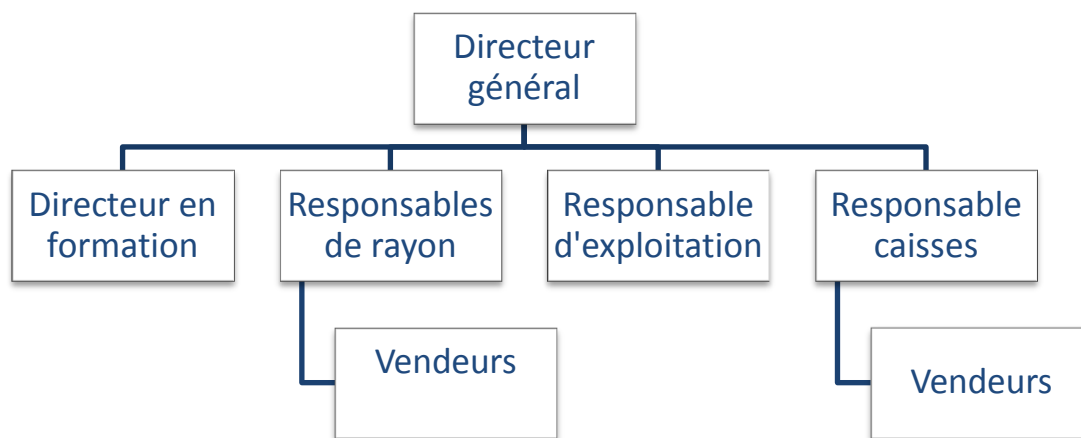 Directeur
général
Directeur en
formation
Responsables
de rayon
Responsable
d'exploitation
Responsable
caisses
Vendeurs
Vendeurs